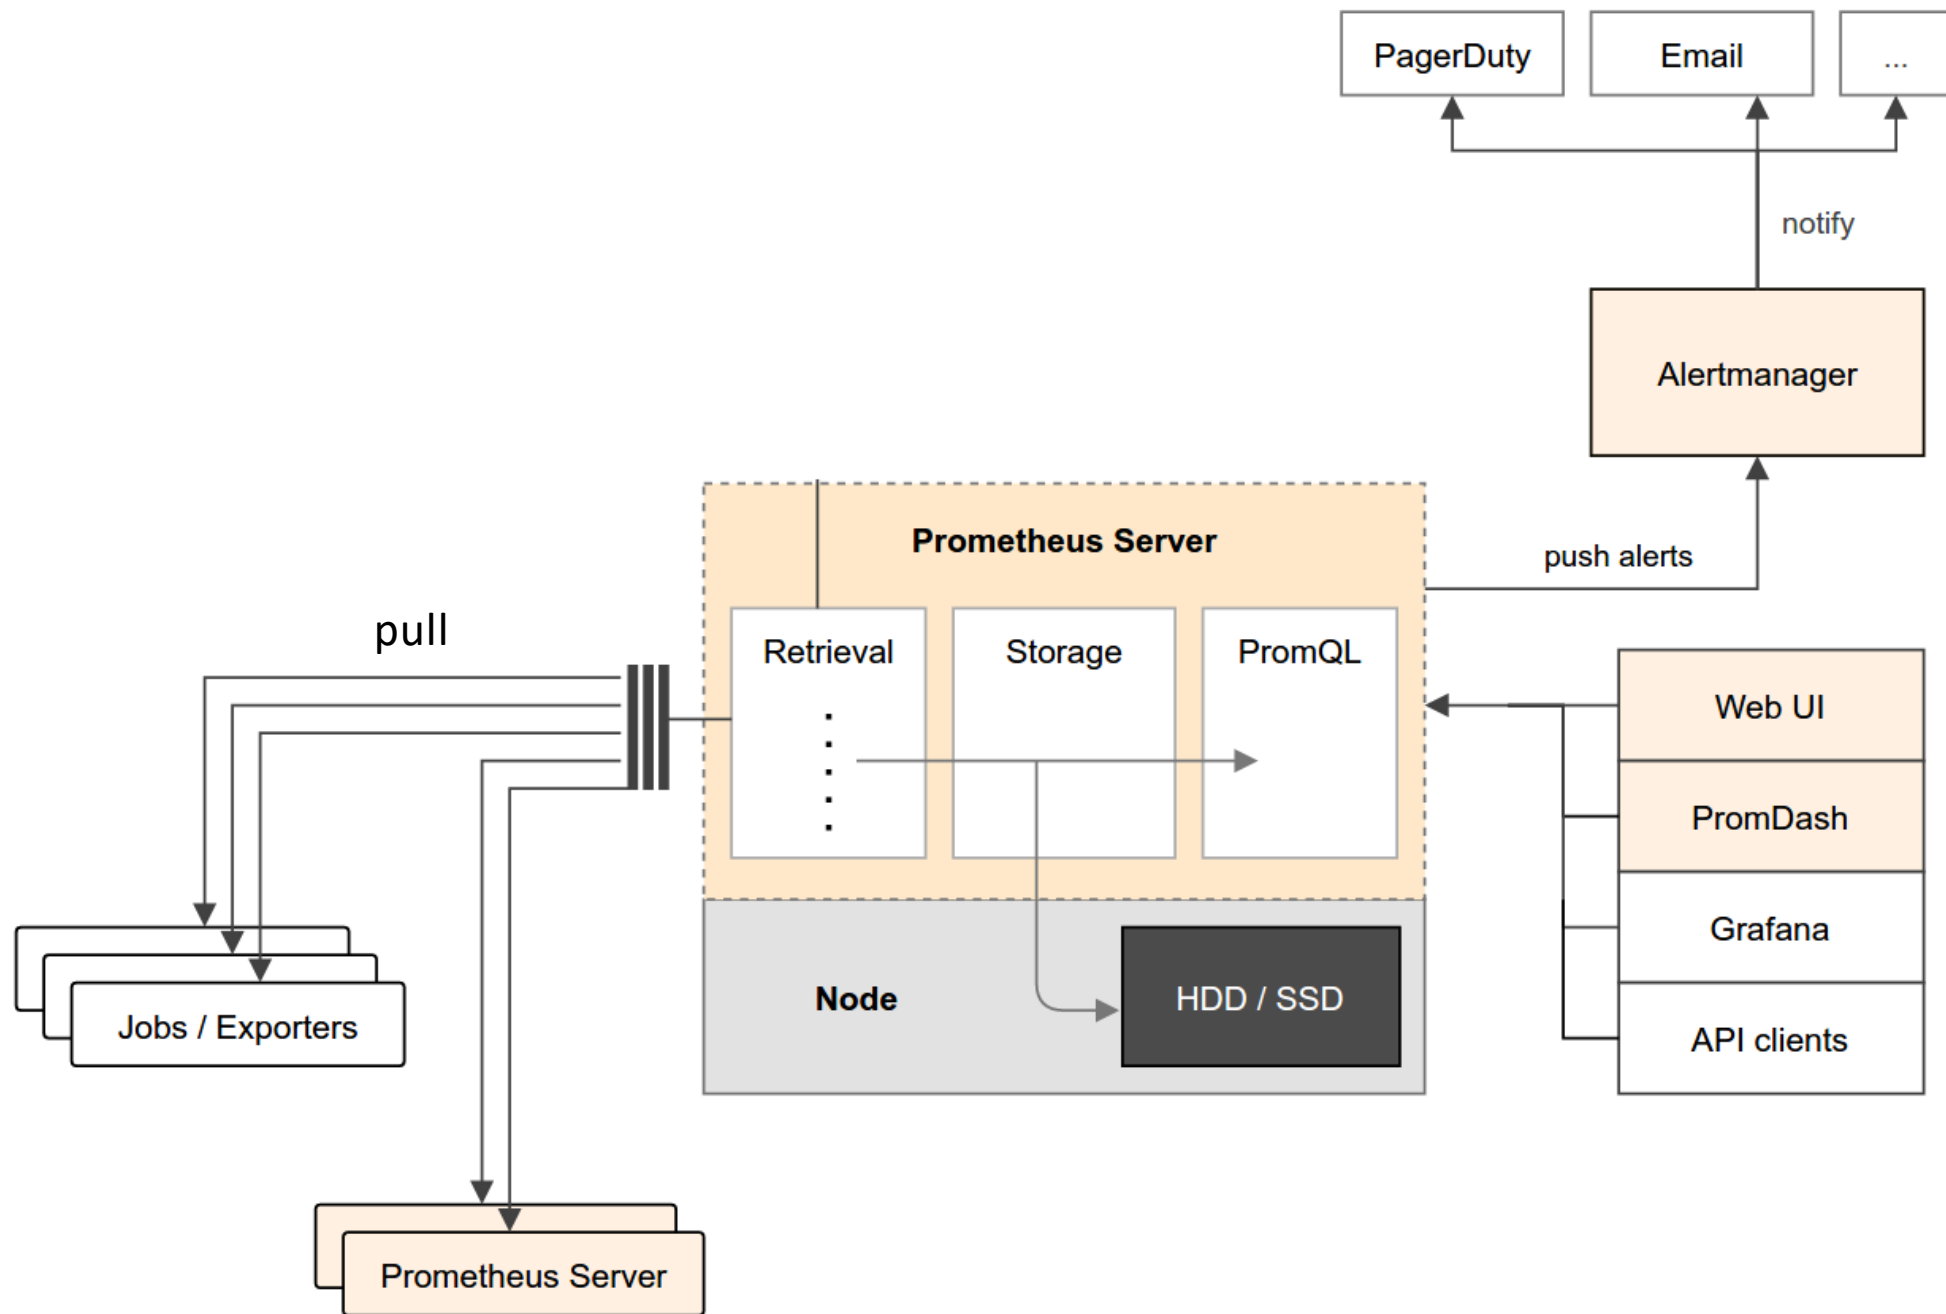 PagerDuty
Email
...
notify
Alertmanager
Prometheus Server
push alerts
pull
Retrieval
Storage
PromQL
Web UI
PromDash
Grafana
API clients
Node
HDD / SSD
Jobs / Exporters
Prometheus Server